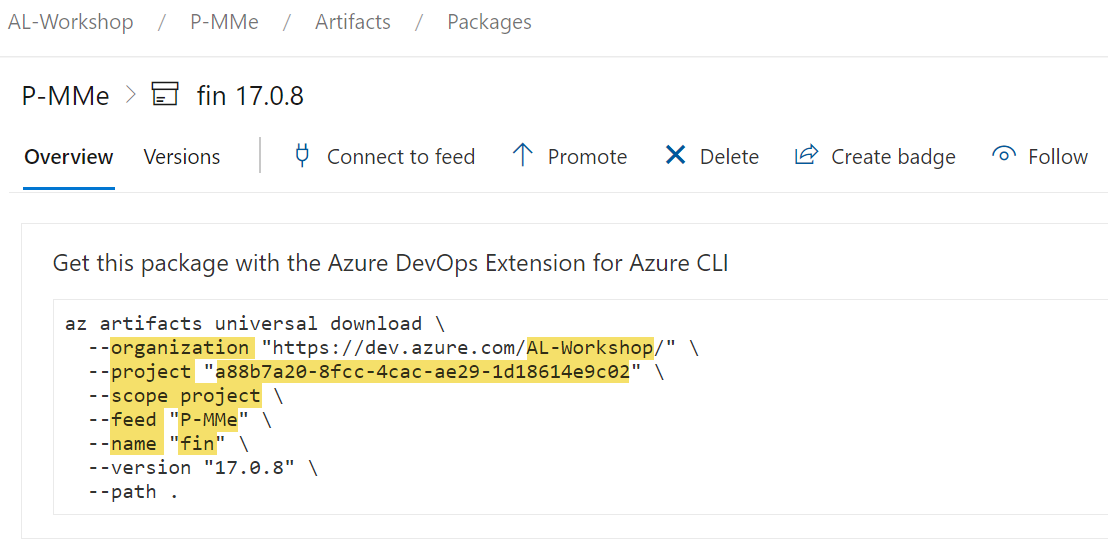 AL-Workshop / P-MMe / Artifacts / Packages
P-MMe > fin 17.0.8
Overview Versions Connect to feed Promote Delete Create badge Follow
Get this package with the Azure DevOps Extension for Azure CLI
az artifacts universal download \
--organization "https://dev.azure.com/AL-Workshop/" \
--project "a88b7a20-8fcc-4cac-ae29-1d18614e9c02" \
--scope project \
--feed "P-MMe" \
--name "fin" \
--version "17.0.8" \
--path .